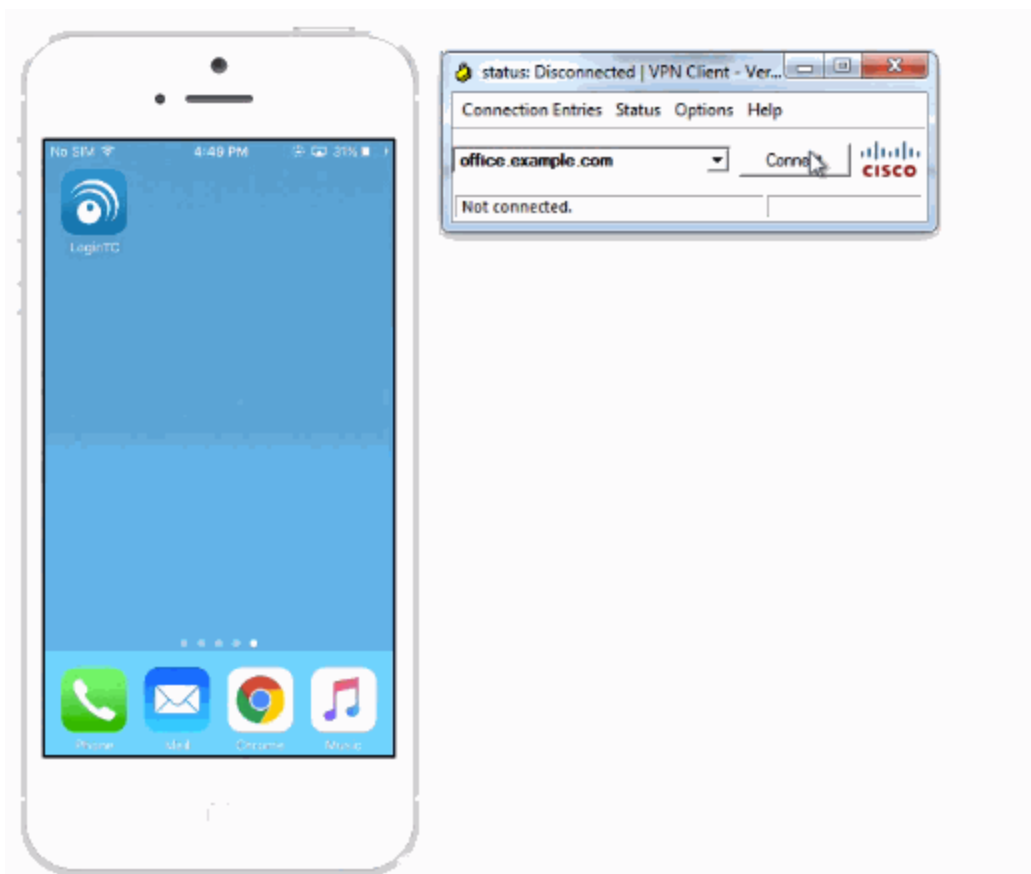 No SIM 4:49 PM 31%
LoginTC
Phone Mail Chrome Music
status: Disconnected | VPN Client - Ver...
Connection Entries Status Options Help
office.example.com
CISCO
Not connected.